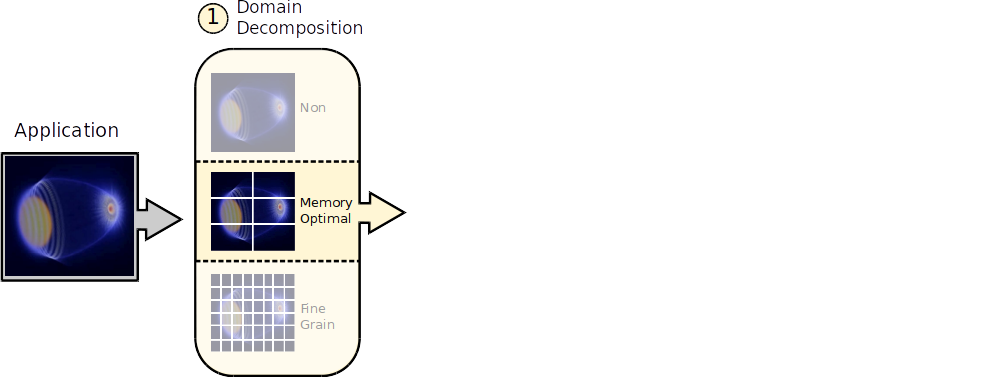 1
Domain
Decomposition
Application
Non
Memory
Optimal
Fine
Grain